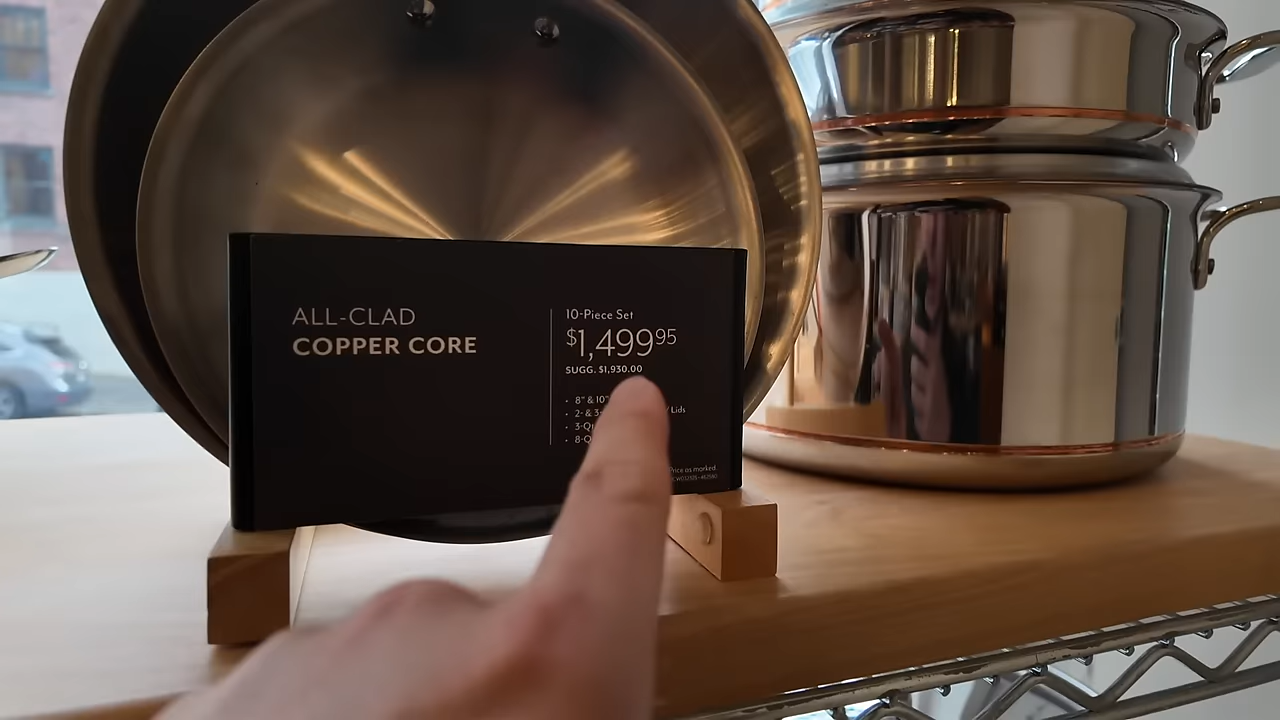 ALL-CLAD
COPPER CORE
10-Piece Set
$1,499 95
SUGG. $1,930.00
• 8" & 10"
• 2- & 3- / Lids
• 3-Q
• 8-Q
Price as marked.